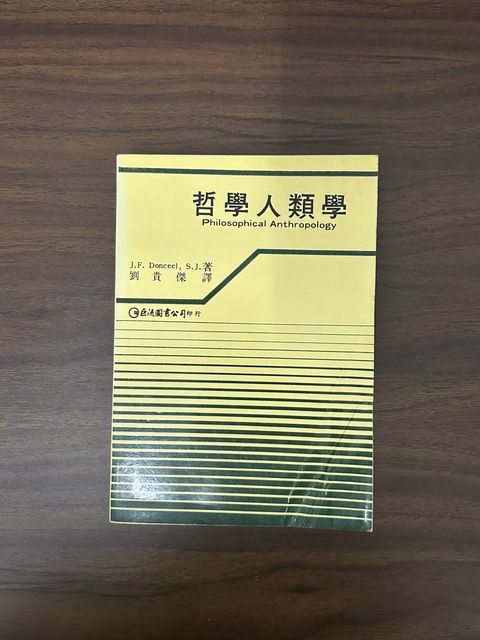 哲學人類學
Philosophical Anthropology
J.F. Donceel, S.J.著
劉貴傑 譯
巨流圖書公司印行